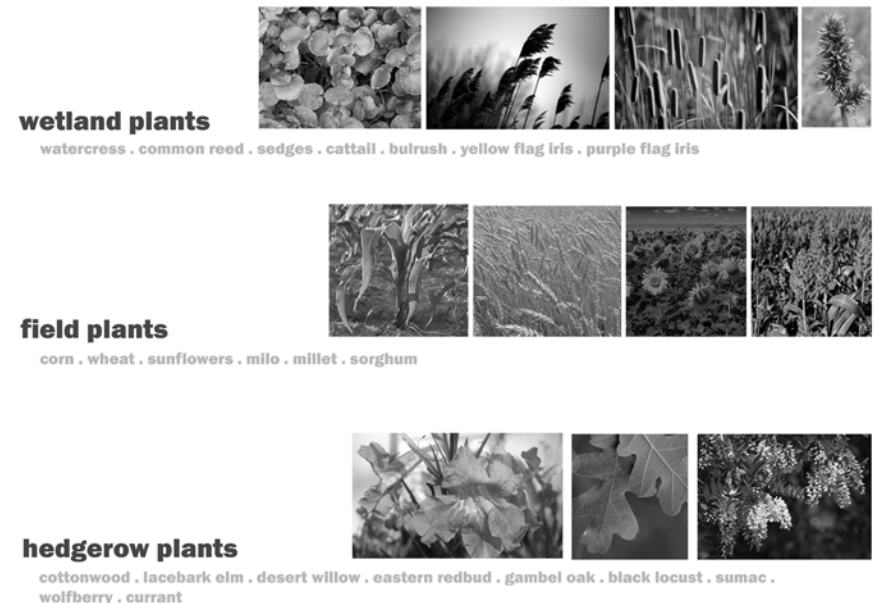 wetland plants
watercress . common reed . sedges . cattail . bulrush . yellow flag iris . purple flag iris
field plants
corn . wheat . sunflowers . milo . millet . sorghum
hedgerow plants
cottonwood . lacebark elm . desert willow . eastern redbud . gambel oak . black locust . sumac .
wolfberry . currant